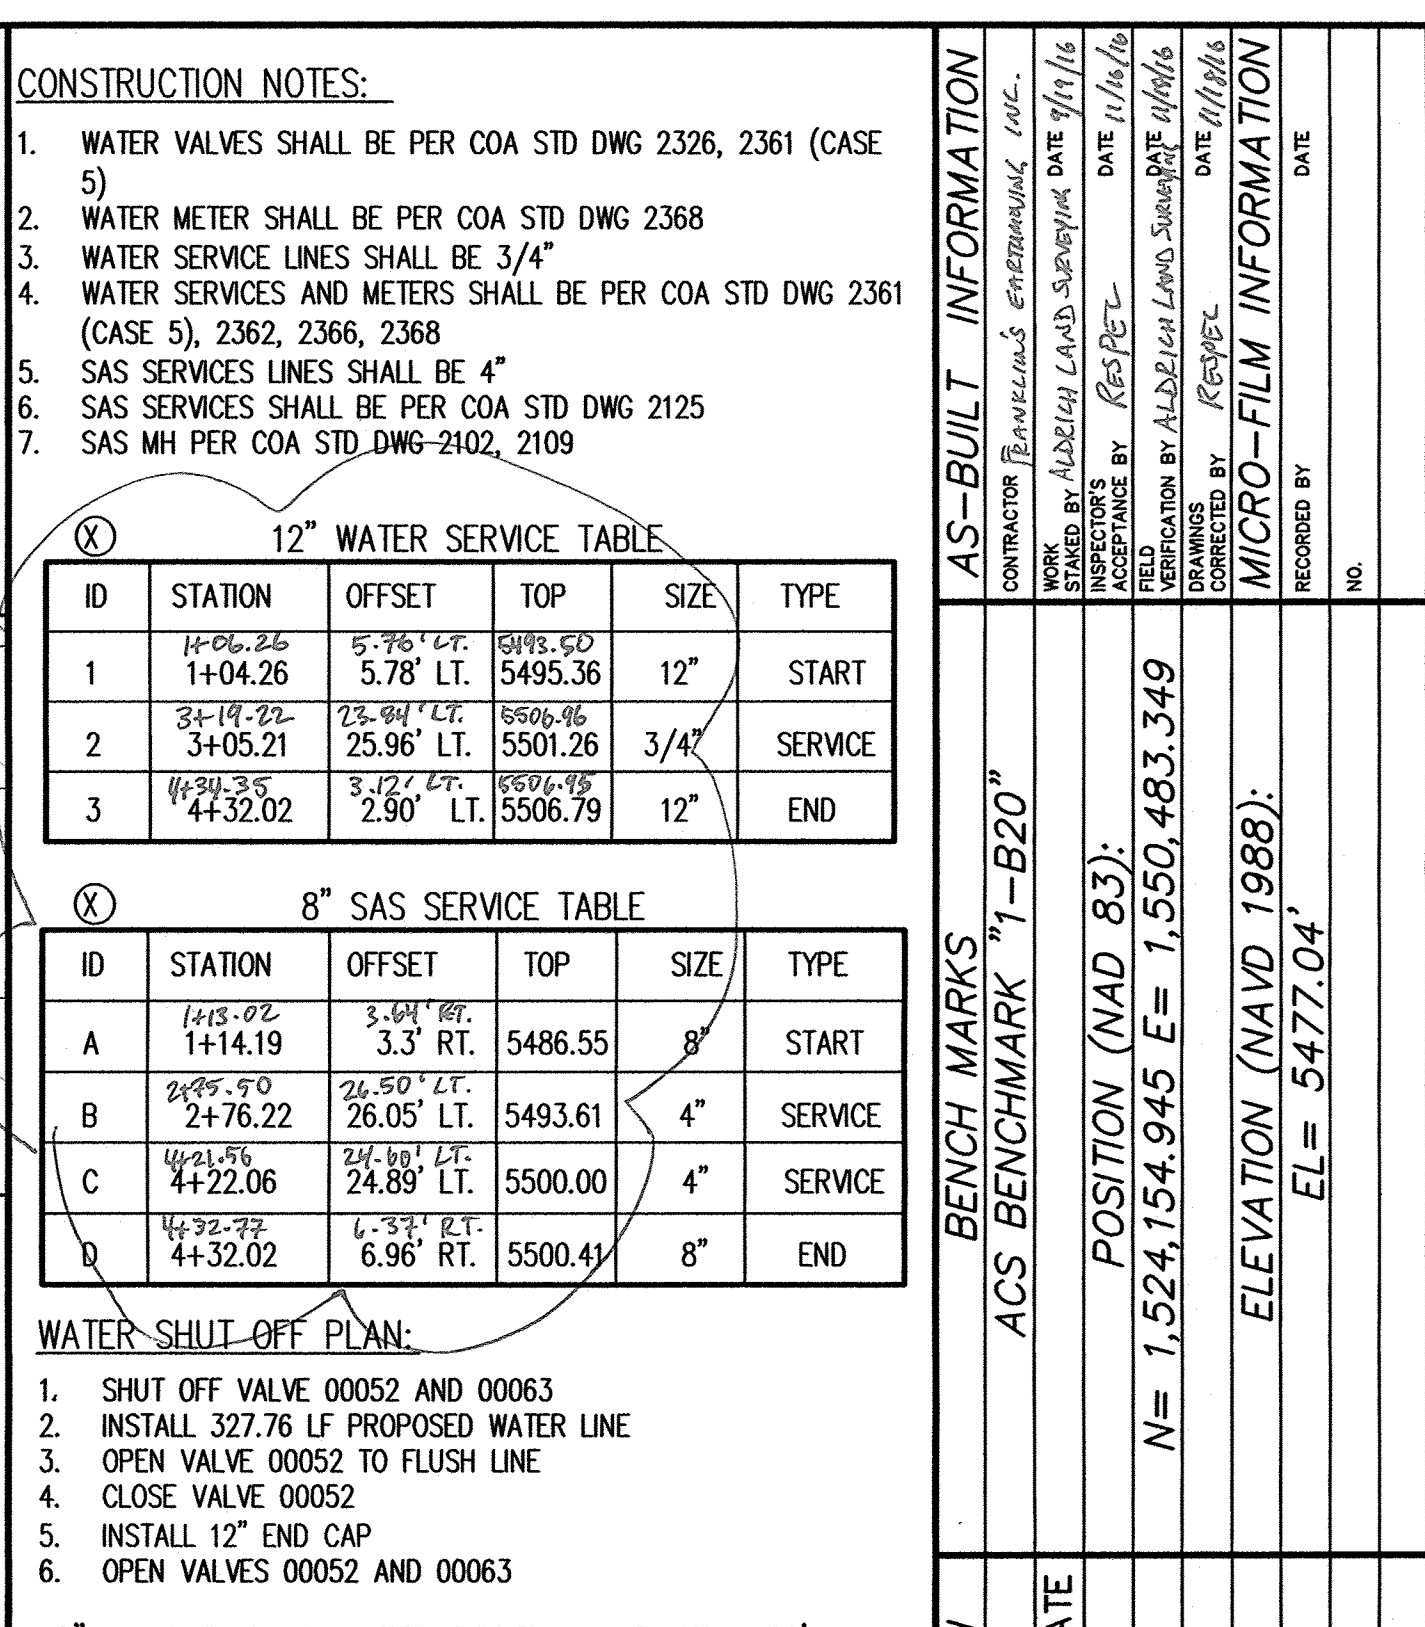 CONSTRUCTION NOTES:
1. WATER VALVES SHALL BE PER COA STD DWG 2326, 2361 (CASE
5)
2. WATER METER SHALL BE PER COA STD DWG 2368
3. WATER SERVICE LINES SHALL BE 3/4"
4. WATER SERVICES AND METERS SHALL BE PER COA STD DWG 2361
(CASE 5), 2362, 2366, 2368
5. SAS SERVICES LINES SHALL BE 4"
6. SAS SERVICES SHALL BE PER COA STD DWG 2125
7. SAS MH PER COA STD DWG 2102, 2109
X 12" WATER SERVICE TABLE
ID STATION OFFSET TOP SIZE TYPE
1+06.26 5.76' LT. 5493.50
1 1+04.26 5.78' LT. 5495.36 12" START
3+19.22 23.84' LT. 5506.96
2 3+05.21 25.96' LT. 5501.26 3/4" SERVICE
4+34.35 3.12' LT. 5506.95
3 4+32.02 2.90' LT. 5506.79 12" END
X 8" SAS SERVICE TABLE
ID STATION OFFSET TOP SIZE TYPE
1+13.02 3.64' RT.
A 1+14.19 3.3' RT. 5486.55 8" START
2+75.50 26.50' LT.
B 2+76.22 26.05' LT. 5493.61 4" SERVICE
4+21.56 24.60' LT.
C 4+22.06 24.89' LT. 5500.00 4" SERVICE
4+32.77 6.37' RT.
D 4+32.02 6.96' RT. 5500.41 8" END
WATER SHUT OFF PLAN:
1. SHUT OFF VALVE 00052 AND 00063
2. INSTALL 327.76 LF PROPOSED WATER LINE
3. OPEN VALVE 00052 TO FLUSH LINE
4. CLOSE VALVE 00052
5. INSTALL 12" END CAP
6. OPEN VALVES 00052 AND 00063
AS-BUILT INFORMATION
CONTRACTOR FRANKLIN'S EARTHMOVING INC.
WORK
STAKED BY ALDRICH LAND SURVEYING DATE 9/19/16
INSPECTOR'S
ACCEPTANCE BY RESPEC DATE 11/16/16
FIELD
VERIFICATION BY ALDRICH LAND SURVEYING DATE 11/18/16
DRAWINGS
CORRECTED BY RESPEC DATE 11/18/16
MICRO-FILM INFORMATION
RECORDED BY DATE
NO.
BENCH MARKS
ACS BENCHMARK "1-B20"
POSITION (NAD 83):
N= 1,524,154.945 E= 1,550,483.349
ELEVATION (NAVD 1988):
EL= 5477.04'